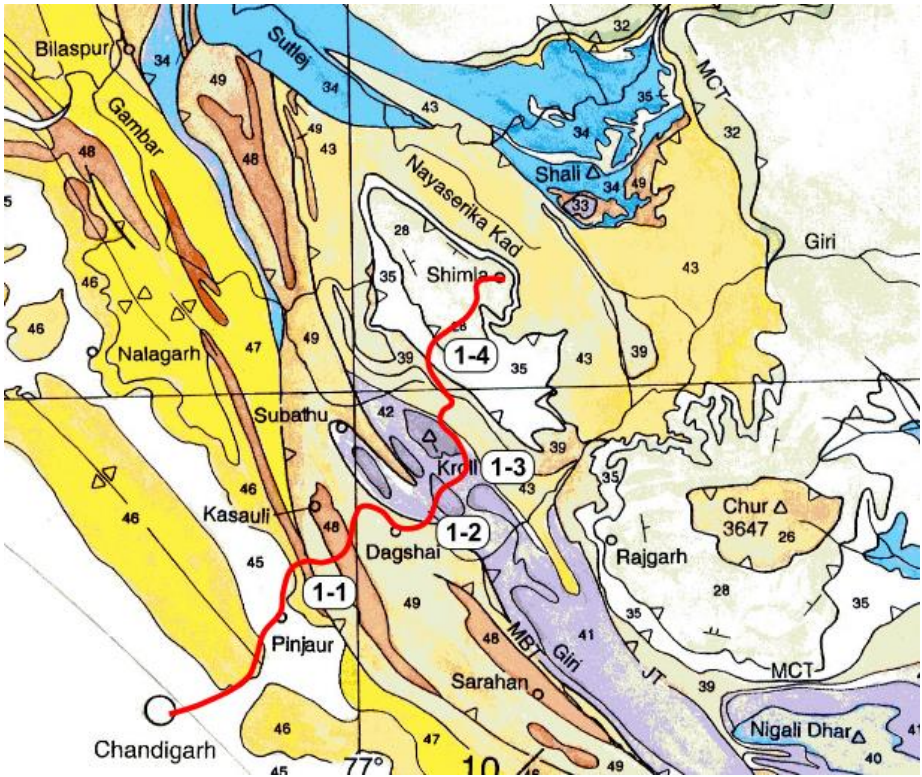 32
Bilaspur
34
Sutlej
49
34
35
MCT
43
34
32
Gambar
49
43
48
48
Nayaserika Kad
Shali
34
49
33
5
28
Giri
43
Shimla
46
35
46
28
47
Nalagarh
49
39
1-4
35
43
39
42
Subathu
39
Kroll
1-3
43
35
46
Kasauli
48
Chur
3647
26
46
1-2
Dagshai
Rajgarh
45
1-1
49
28
35
Pinjaur
48
MBT
Giri
41
35
JT
MCT
39
Sarahan
46
Nigali Dhar
41
Chandigarh
47
40
45
77°
10
48
49